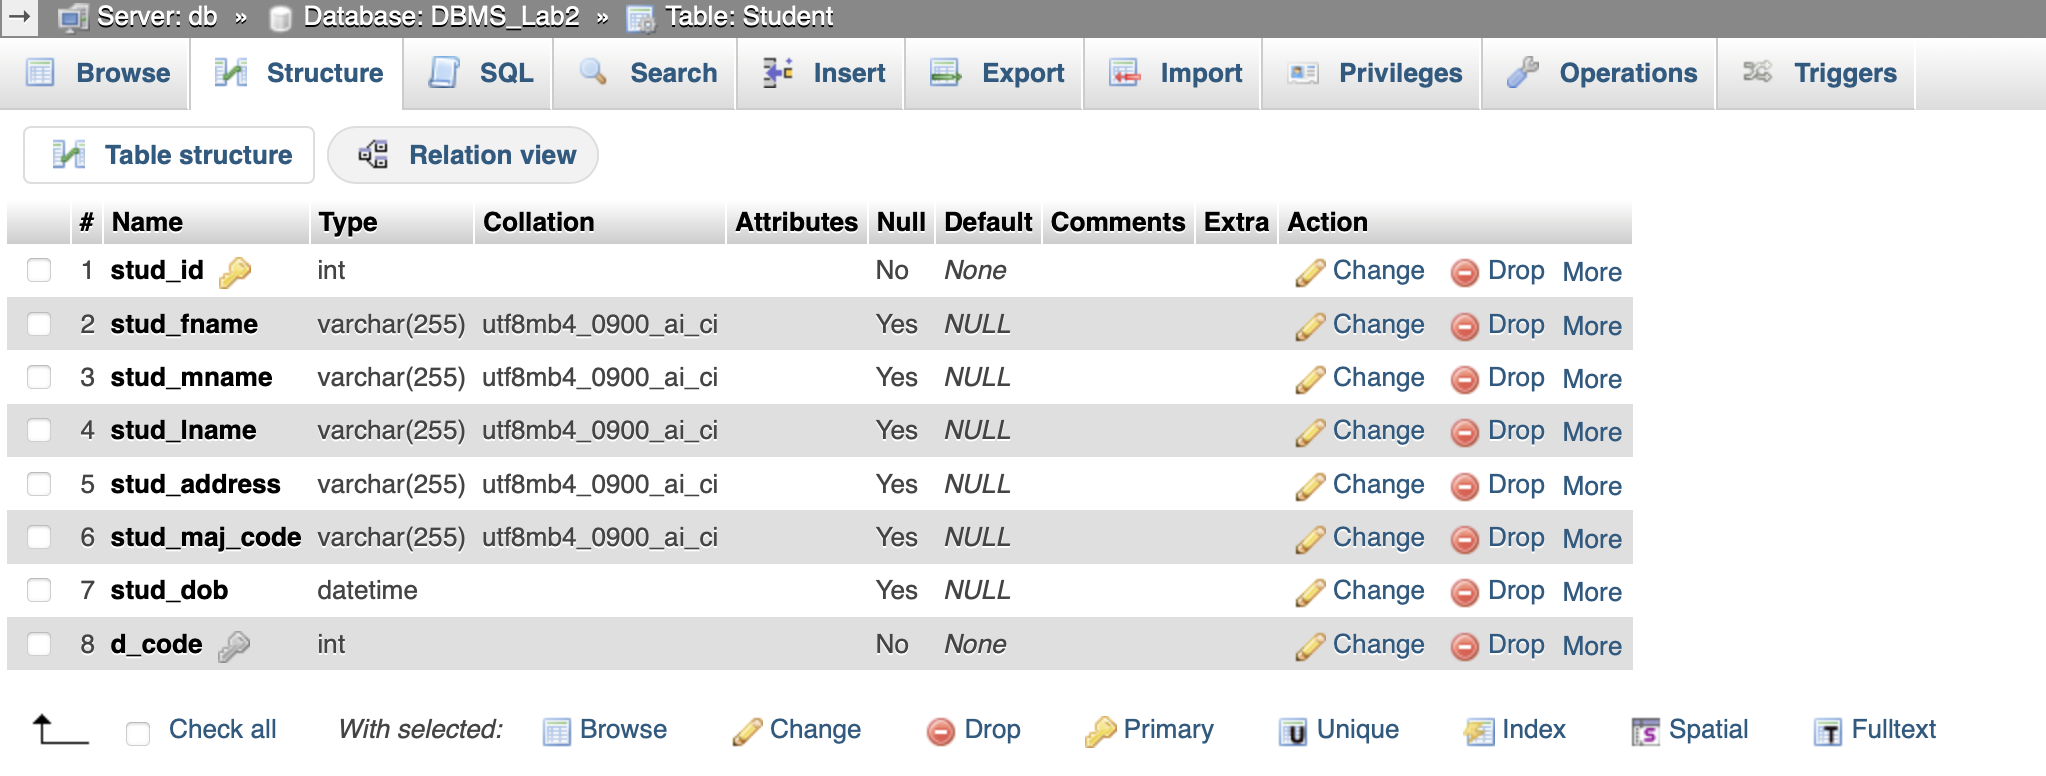 → Server: db » Database: DBMS_Lab2 » Table: Student
Browse Structure SQL Search Insert Export Import Privileges Operations Triggers
Table structure Relation view
# Name Type Collation Attributes Null Default Comments Extra Action
1 stud_id int No None Change Drop More
2 stud_fname varchar(255) utf8mb4_0900_ai_ci Yes NULL Change Drop More
3 stud_mname varchar(255) utf8mb4_0900_ai_ci Yes NULL Change Drop More
4 stud_lname varchar(255) utf8mb4_0900_ai_ci Yes NULL Change Drop More
5 stud_address varchar(255) utf8mb4_0900_ai_ci Yes NULL Change Drop More
6 stud_maj_code varchar(255) utf8mb4_0900_ai_ci Yes NULL Change Drop More
7 stud_dob datetime Yes NULL Change Drop More
8 d_code int No None Change Drop More
Check all With selected: Browse Change Drop Primary Unique Index Spatial Fulltext